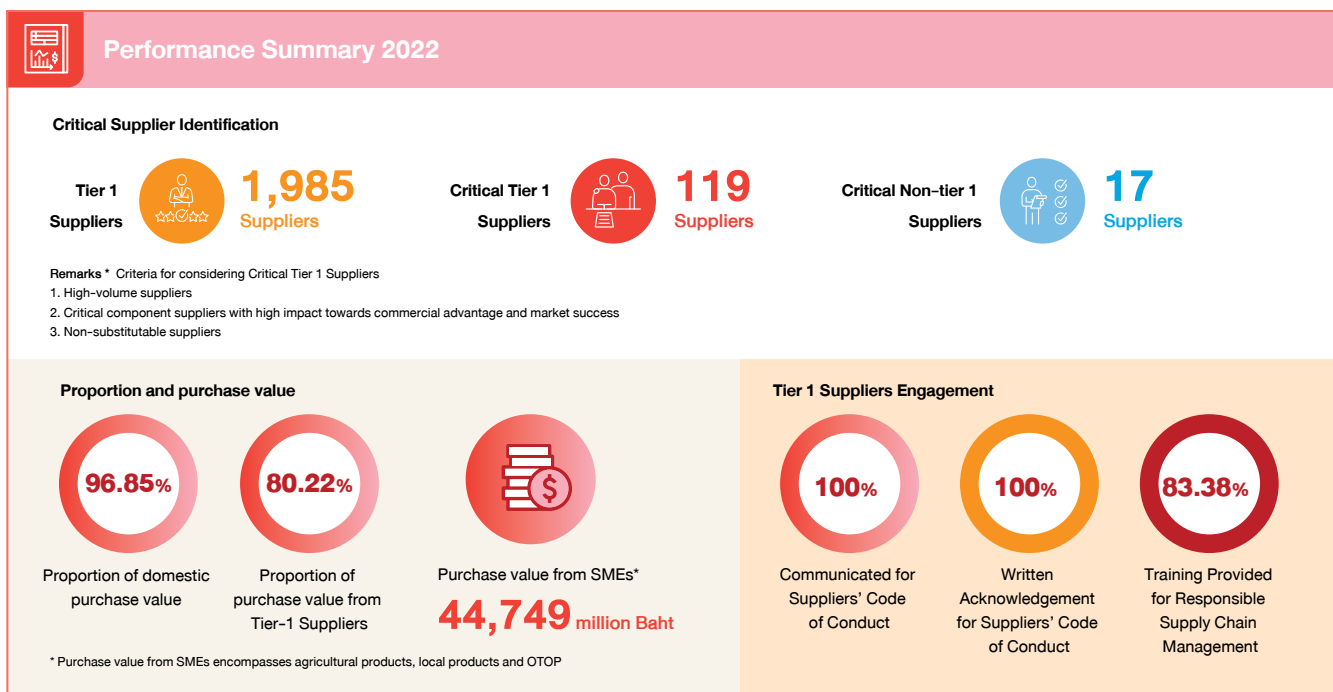 Performance Summary 2022
Critical Supplier Identification
Tier 1
Suppliers
1,985
Suppliers
Critical Tier 1
Suppliers
119
Suppliers
Critical Non-tier 1
Suppliers
17
Suppliers
Remarks * Criteria for considering Critical Tier 1 Suppliers
1. High-volume suppliers
2. Critical component suppliers with high impact towards commercial advantage and market success
3. Non-substitutable suppliers
Proportion and purchase value
96.85%
Proportion of domestic
purchase value
80.22%
Proportion of
purchase value from
Tier-1 Suppliers
$
Purchase value from SMEs*
44,749 million Baht
* Purchase value from SMEs encompasses agricultural products, local products and OTOP
Tier 1 Suppliers Engagement
100%
Communicated for
Suppliers' Code
of Conduct
100%
Written
Acknowledgement
for Suppliers' Code
of Conduct
83.38%
Training Provided
for Responsible
Supply Chain
Management